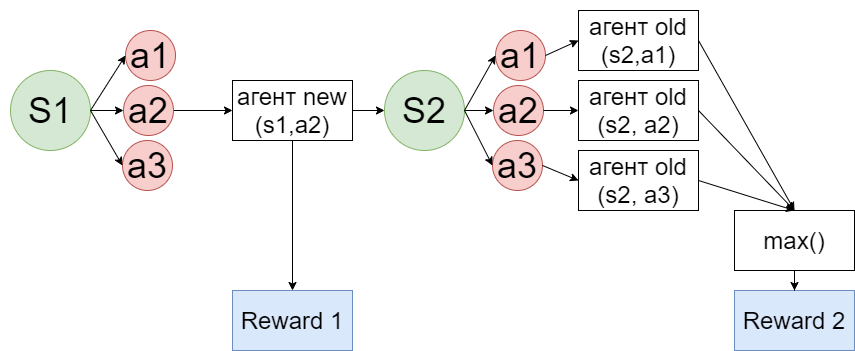 S1
a1
a2
a3
агент new
(s1,a2)
Reward 1
S2
a1
a2
a3
агент old
(s2,a1)
агент old
(s2, a2)
агент old
(s2, a3)
max()
Reward 2